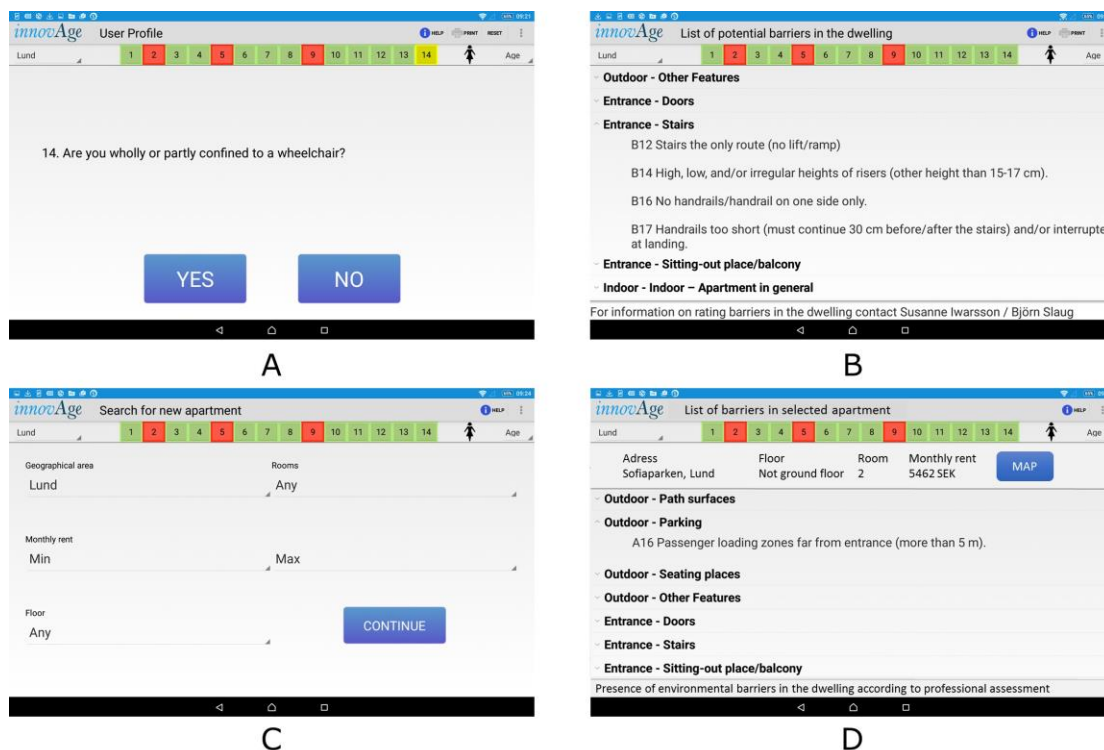 09:21
innovAge User Profile HELP PRINT RESET
Lund 1 2 3 4 5 6 7 8 9 10 11 12 13 14 Age
14. Are you wholly or partly confined to a wheelchair?
YES NO
A
innovAge List of potential barriers in the dwelling HELP PRINT
Lund 1 2 3 4 5 6 7 8 9 10 11 12 13 14 Age
Outdoor - Other Features
Entrance - Doors
Entrance - Stairs
B12 Stairs the only route (no lift/ramp)
B14 High, low, and/or irregular heights of risers (other height than 15-17 cm).
B16 No handrails/handrail on one side only.
B17 Handrails too short (must continue 30 cm before/after the stairs) and/or interrupte
at landing.
Entrance - Sitting-out place/balcony
Indoor - Indoor – Apartment in general
For information on rating barriers in the dwelling contact Susanne Iwarsson / Björn Slaug
B
09:24
innovAge Search for new apartment HELP
Lund 1 2 3 4 5 6 7 8 9 10 11 12 13 14 Age
Geographical area Rooms
Lund Any
Monthly rent
Min Max
Floor
Any CONTINUE
C
innovAge List of barriers in selected apartment HELP
Lund 1 2 3 4 5 6 7 8 9 10 11 12 13 14 Age
Adress Floor Room Monthly rent MAP
Sofiaparken, Lund Not ground floor 2 5462 SEK
Outdoor - Path surfaces
Outdoor - Parking
A16 Passenger loading zones far from entrance (more than 5 m).
Outdoor - Seating places
Outdoor - Other Features
Entrance - Doors
Entrance - Stairs
Entrance - Sitting-out place/balcony
Presence of environmental barriers in the dwelling according to professional assessment
D